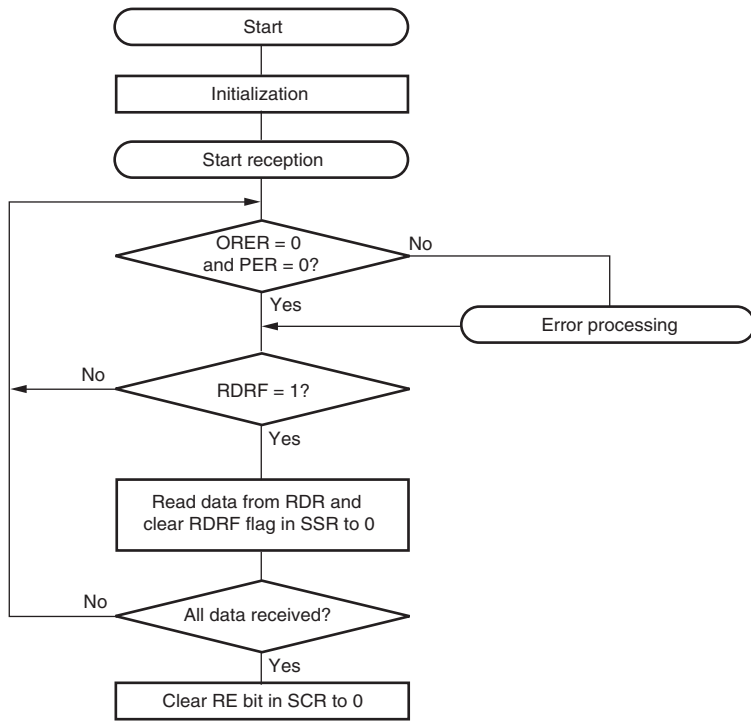 Start
Initialization
Start reception
ORER = 0
and PER = 0?
No
Yes
Error processing
No
RDRF = 1?
Yes
Read data from RDR and
clear RDRF flag in SSR to 0
No
All data received?
Yes
Clear RE bit in SCR to 0